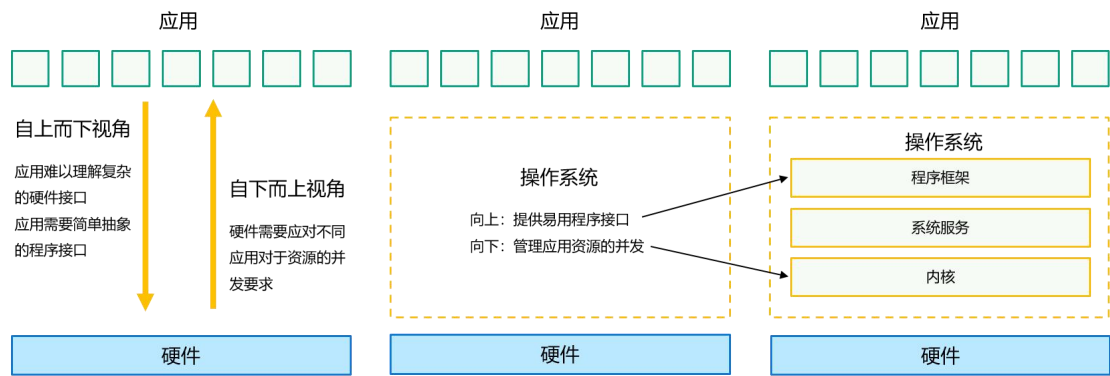 应用
自上而下视角
应用难以理解复杂
的硬件接口
应用需要简单抽象
的程序接口
自下而上视角
硬件需要应对不同
应用对于资源的并
发要求
硬件
应用
操作系统
向上：提供易用程序接口
向下：管理应用资源的并发
硬件
应用
操作系统
程序框架
系统服务
内核
硬件